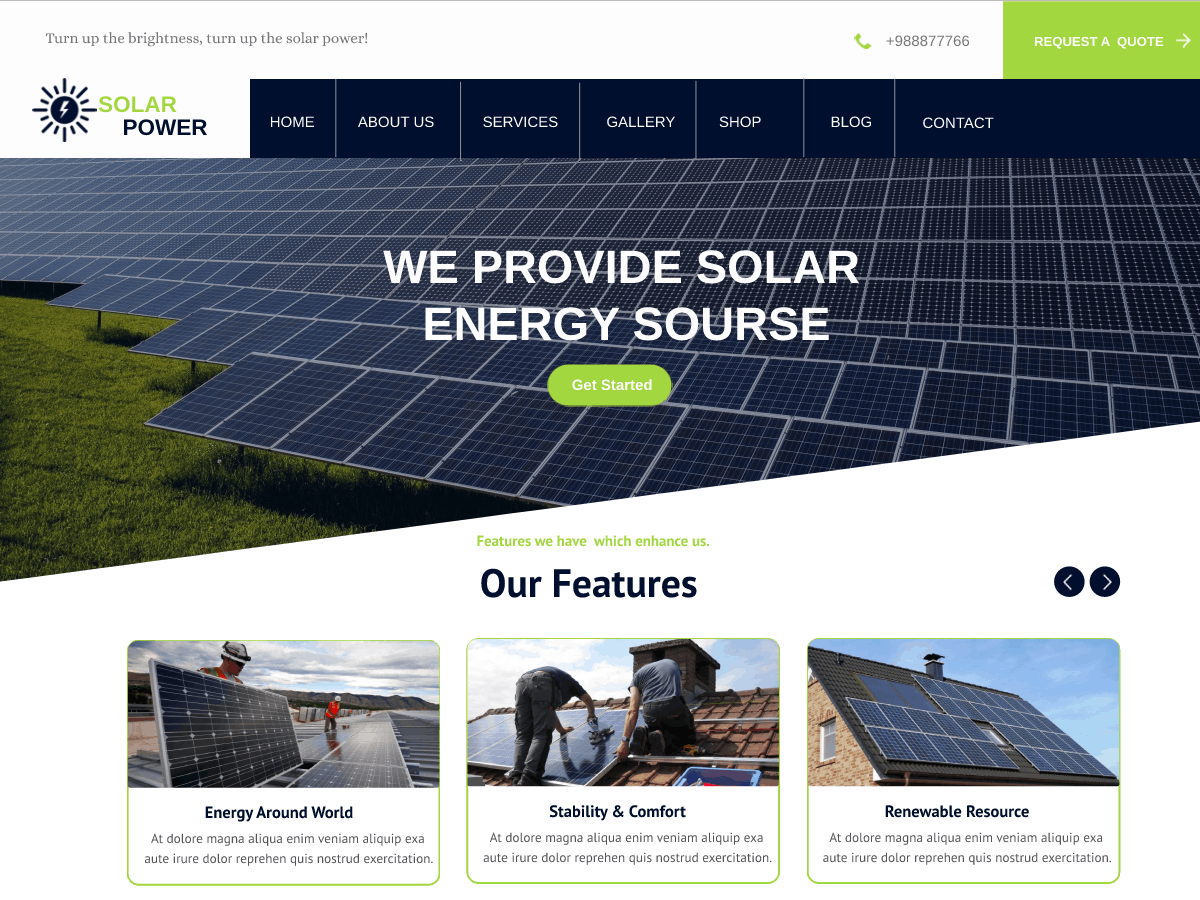 Turn up the brightness, turn up the solar power!
+988877766
REQUEST A QUOTE
SOLAR
POWER
HOME
ABOUT US
SERVICES
GALLERY
SHOP
BLOG
CONTACT
WE PROVIDE SOLAR
ENERGY SOURSE
Get Started
Features we have which enhance us.
Our Features
Energy Around World
At dolore magna aliqua enim veniam aliquip exa
aute irure dolor reprehen quis nostrud exercitation.
Stability & Comfort
At dolore magna aliqua enim veniam aliquip exa
aute irure dolor reprehen quis nostrud exercitation.
Renewable Resource
At dolore magna aliqua enim veniam aliquip exa
aute irure dolor reprehen quis nostrud exercitation.